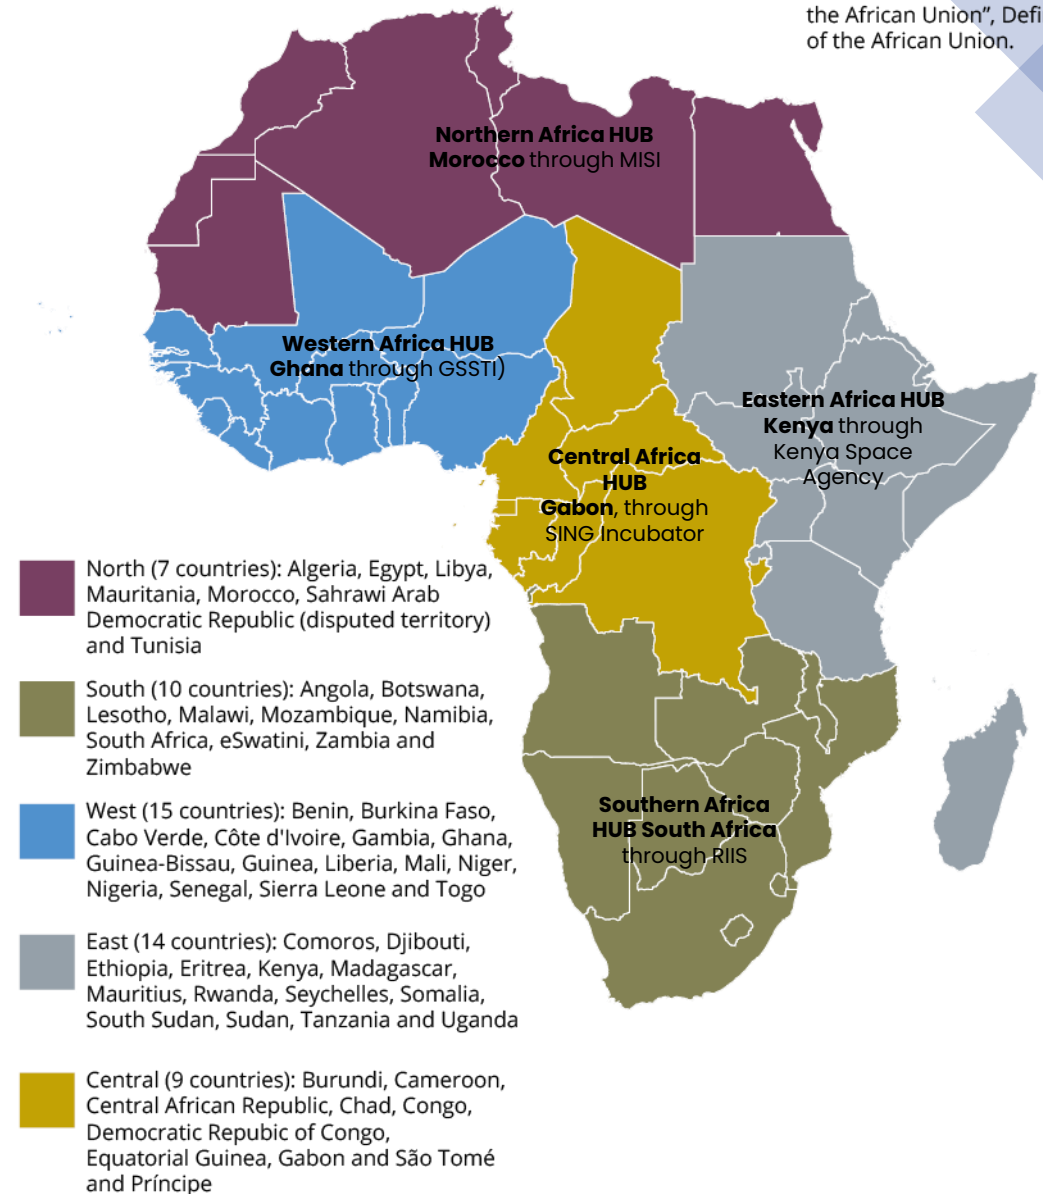 the African Union”, Defi
of the African Union.
Northern Africa HUB
Morocco through MISI
Western Africa HUB
Ghana through GSSTI)
Eastern Africa HUB
Kenya through
Kenya Space
Agency
Central Africa
HUB
Gabon, through
SING Incubator
Southern Africa
HUB South Africa
through RIIS
North (7 countries): Algeria, Egypt, Libya,
Mauritania, Morocco, Sahrawi Arab
Democratic Republic (disputed territory)
and Tunisia
South (10 countries): Angola, Botswana,
Lesotho, Malawi, Mozambique, Namibia,
South Africa, eSwatini, Zambia and
Zimbabwe
West (15 countries): Benin, Burkina Faso,
Cabo Verde, Côte d'Ivoire, Gambia, Ghana,
Guinea-Bissau, Guinea, Liberia, Mali, Niger,
Nigeria, Senegal, Sierra Leone and Togo
East (14 countries): Comoros, Djibouti,
Ethiopia, Eritrea, Kenya, Madagascar,
Mauritius, Rwanda, Seychelles, Somalia,
South Sudan, Sudan, Tanzania and Uganda
Central (9 countries): Burundi, Cameroon,
Central African Republic, Chad, Congo,
Democratic Repubic of Congo,
Equatorial Guinea, Gabon and São Tomé
and Príncipe